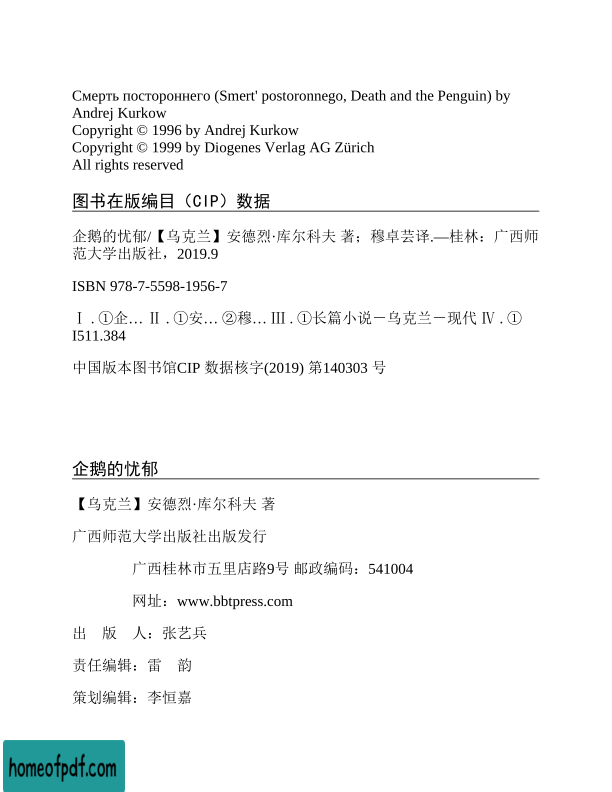 Смерть постороннего (Smert' postoronnego, Death and the Penguin) by
Andrej Kurkow
Copyright © 1996 by Andrej Kurkow
Copyright © 1999 by Diogenes Verlag AG Zürich
All rights reserved
图书在版编目（CIP）数据
企鹅的忧郁/【乌克兰】安德烈·库尔科夫 著；穆卓芸译.—桂林：广西师
范大学出版社，2019.9
ISBN 978-7-5598-1956-7
Ⅰ . ①企… Ⅱ . ①安… ②穆… Ⅲ . ①长篇小说－乌克兰－现代 Ⅳ . ①
I511.384
中国版本图书馆CIP 数据核字(2019) 第140303 号
企鹅的忧郁
【乌克兰】安德烈·库尔科夫 著
广西师范大学出版社出版发行
广西桂林市五里店路9号 邮政编码：541004
网址：www.bbtpress.com
出　版　人：张艺兵
责任编辑：雷　韵
策划编辑：李恒嘉
homeofpdf.com